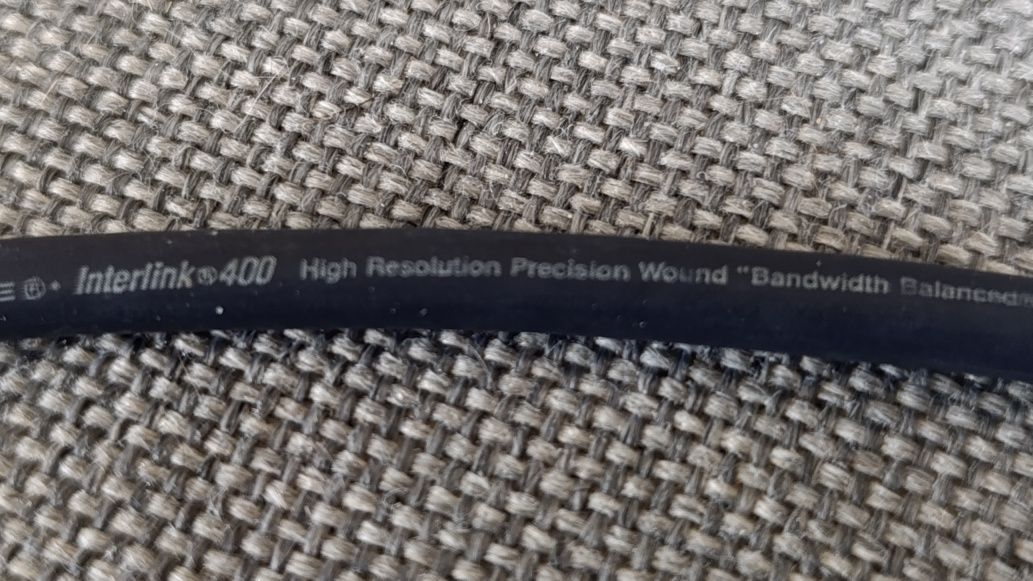 E ®. Interlink®400 High Resolution Precision Wound "Bandwidth Balanced®